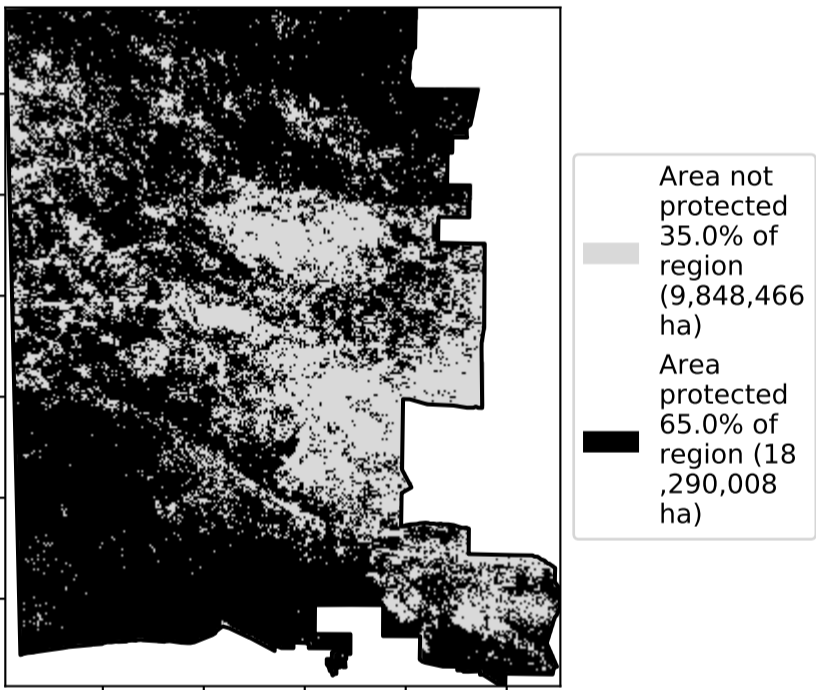 Area not
protected
35.0% of
region
(9,848,466
ha)
Area
protected
65.0% of
region (18
,290,008
ha)